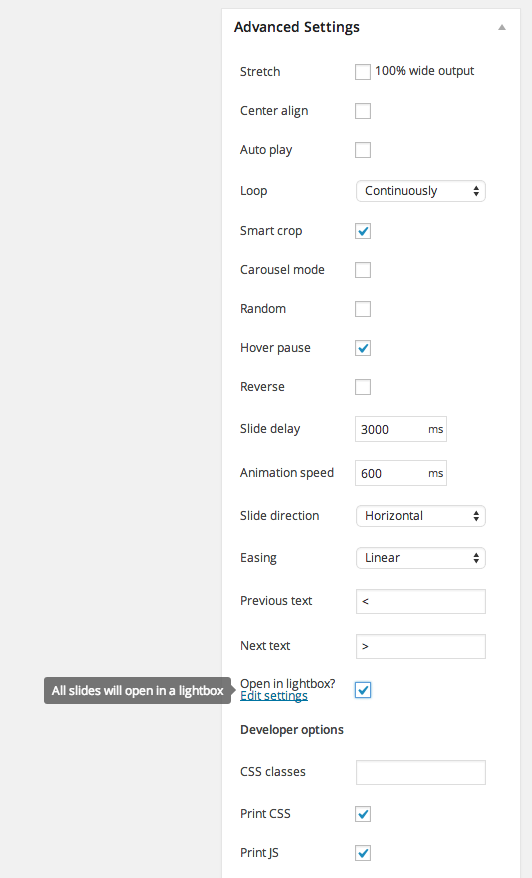 Advanced Settings
Stretch 100% wide output
Center align
Auto play
Loop Continuously
Smart crop
Carousel mode
Random
Hover pause
Reverse
Slide delay 3000 ms
Animation speed 600 ms
Slide direction Horizontal
Easing Linear
Previous text <
Next text >
All slides will open in a lightbox
Open in lightbox?
Edit settings
Developer options
CSS classes
Print CSS
Print JS